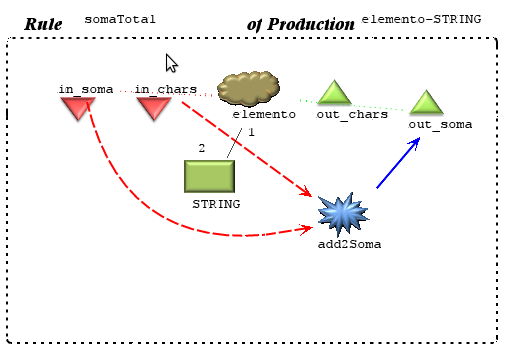 Rule somaTotal of Production elemento-STRING
in_soma in_chars
elemento out_chars
out_soma
1
2
STRING
add2Soma